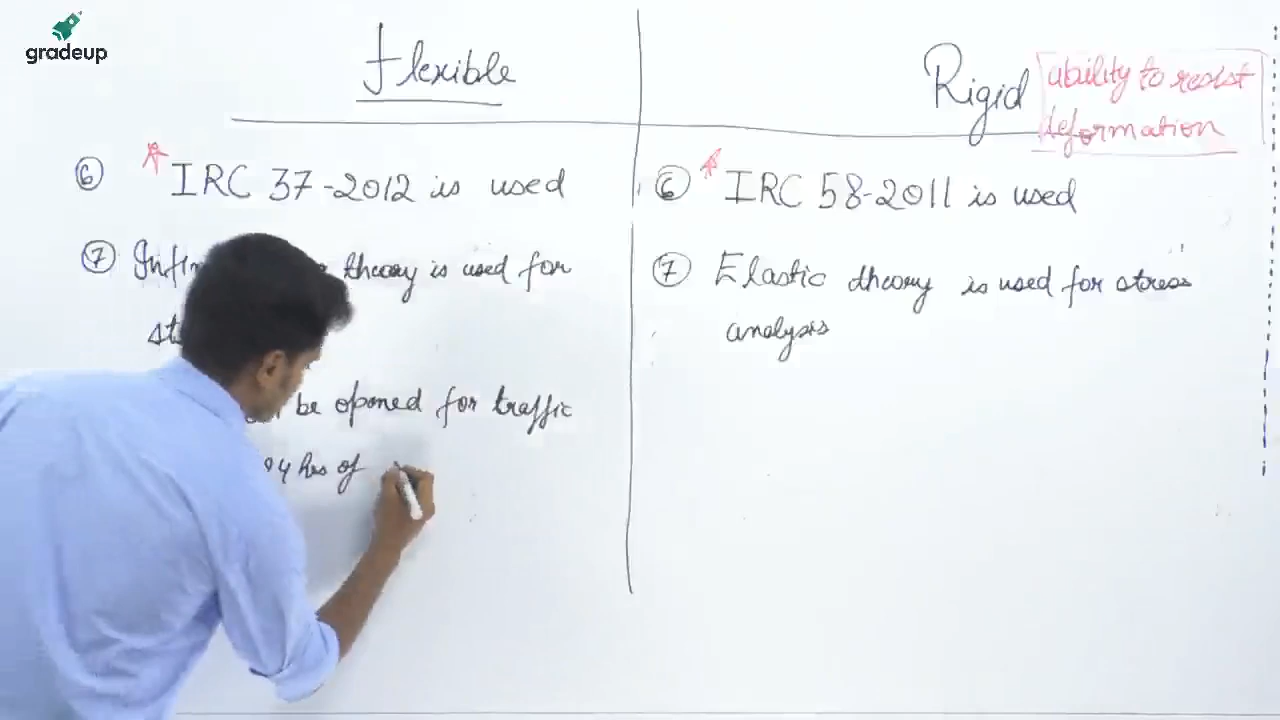 gradeup
Flexible
Rigid
ability to resist
deformation
⑥ IRC 37-2012 is used
⑦ theory is used for
be opened for traffic
hrs of
⑥ IRC 58-2011 is used
⑦ Elastic theory is used for stress
analysis